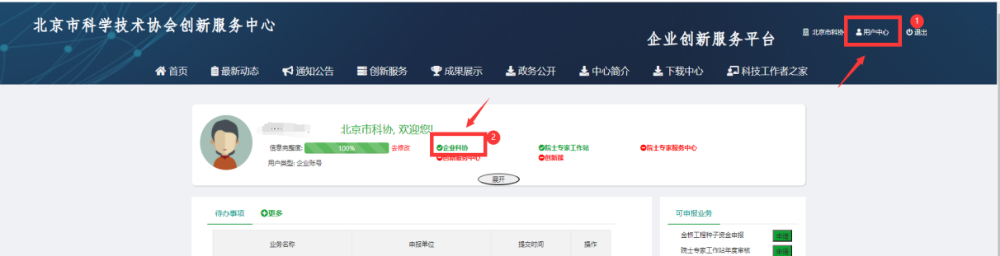 北京市科学技术协会创新服务中心
企业创新服务平台
北京市科协 用户中心 退出
1
首页 最新动态 通知公告 创新服务 成果展示 政务公开 中心简介 下载中心 科技工作者之家
北京市科协, 欢迎您!
信息完整度: 100% 去修改
企业科协 2 院士专家工作站 院士专家服务中心
创新服务中心 创新簇
用户类型: 企业账号
展开
待办事项 更多
业务名称 申报单位 提交时间 操作
可申报业务
金桥工程种子资金申报 申请
院士专家工作站年度审核 申请